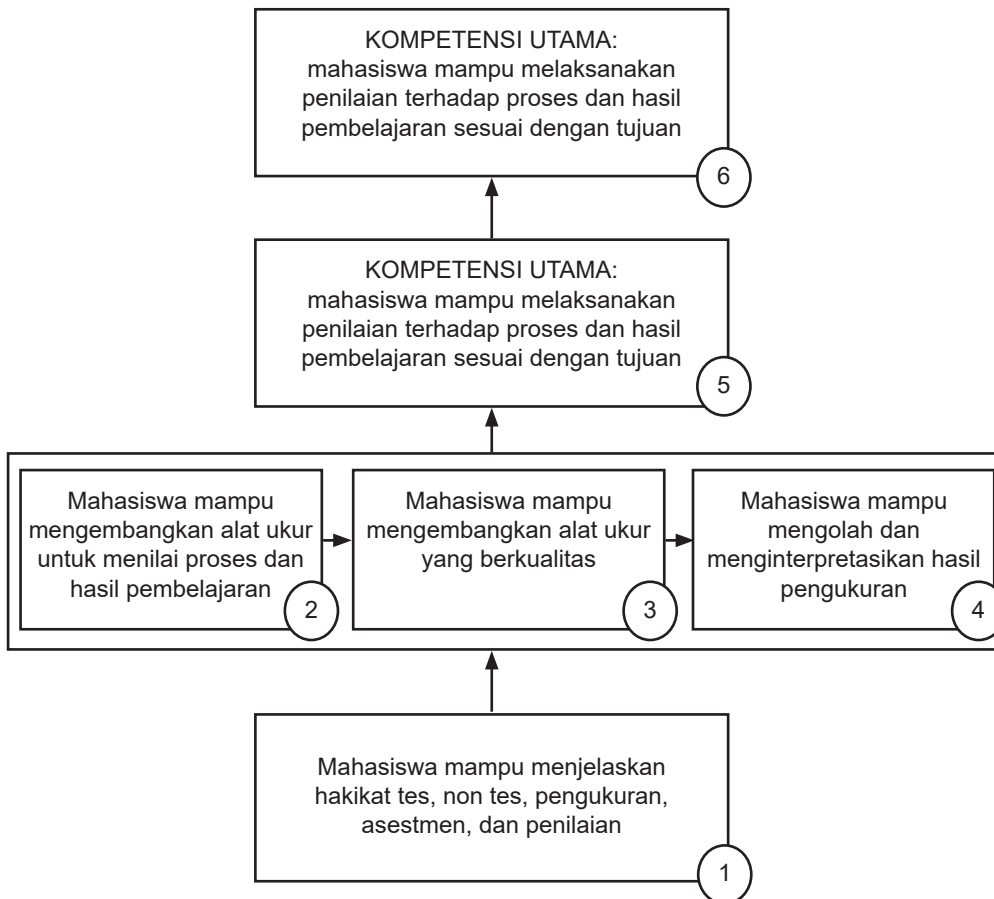 KOMPETENSI UTAMA:
mahasiswa mampu melaksanakan
penilaian terhadap proses dan hasil
pembelajaran sesuai dengan tujuan
6
KOMPETENSI UTAMA:
mahasiswa mampu melaksanakan
penilaian terhadap proses dan hasil
pembelajaran sesuai dengan tujuan
5
Mahasiswa mampu
mengembangkan alat ukur
untuk menilai proses dan
hasil pembelajaran
2
Mahasiswa mampu
mengembangkan alat ukur
yang berkualitas
3
Mahasiswa mampu
mengolah dan
menginterpretasikan hasil
pengukuran
4
Mahasiswa mampu menjelaskan
hakikat tes, non tes, pengukuran,
asestmen, dan penilaian
1